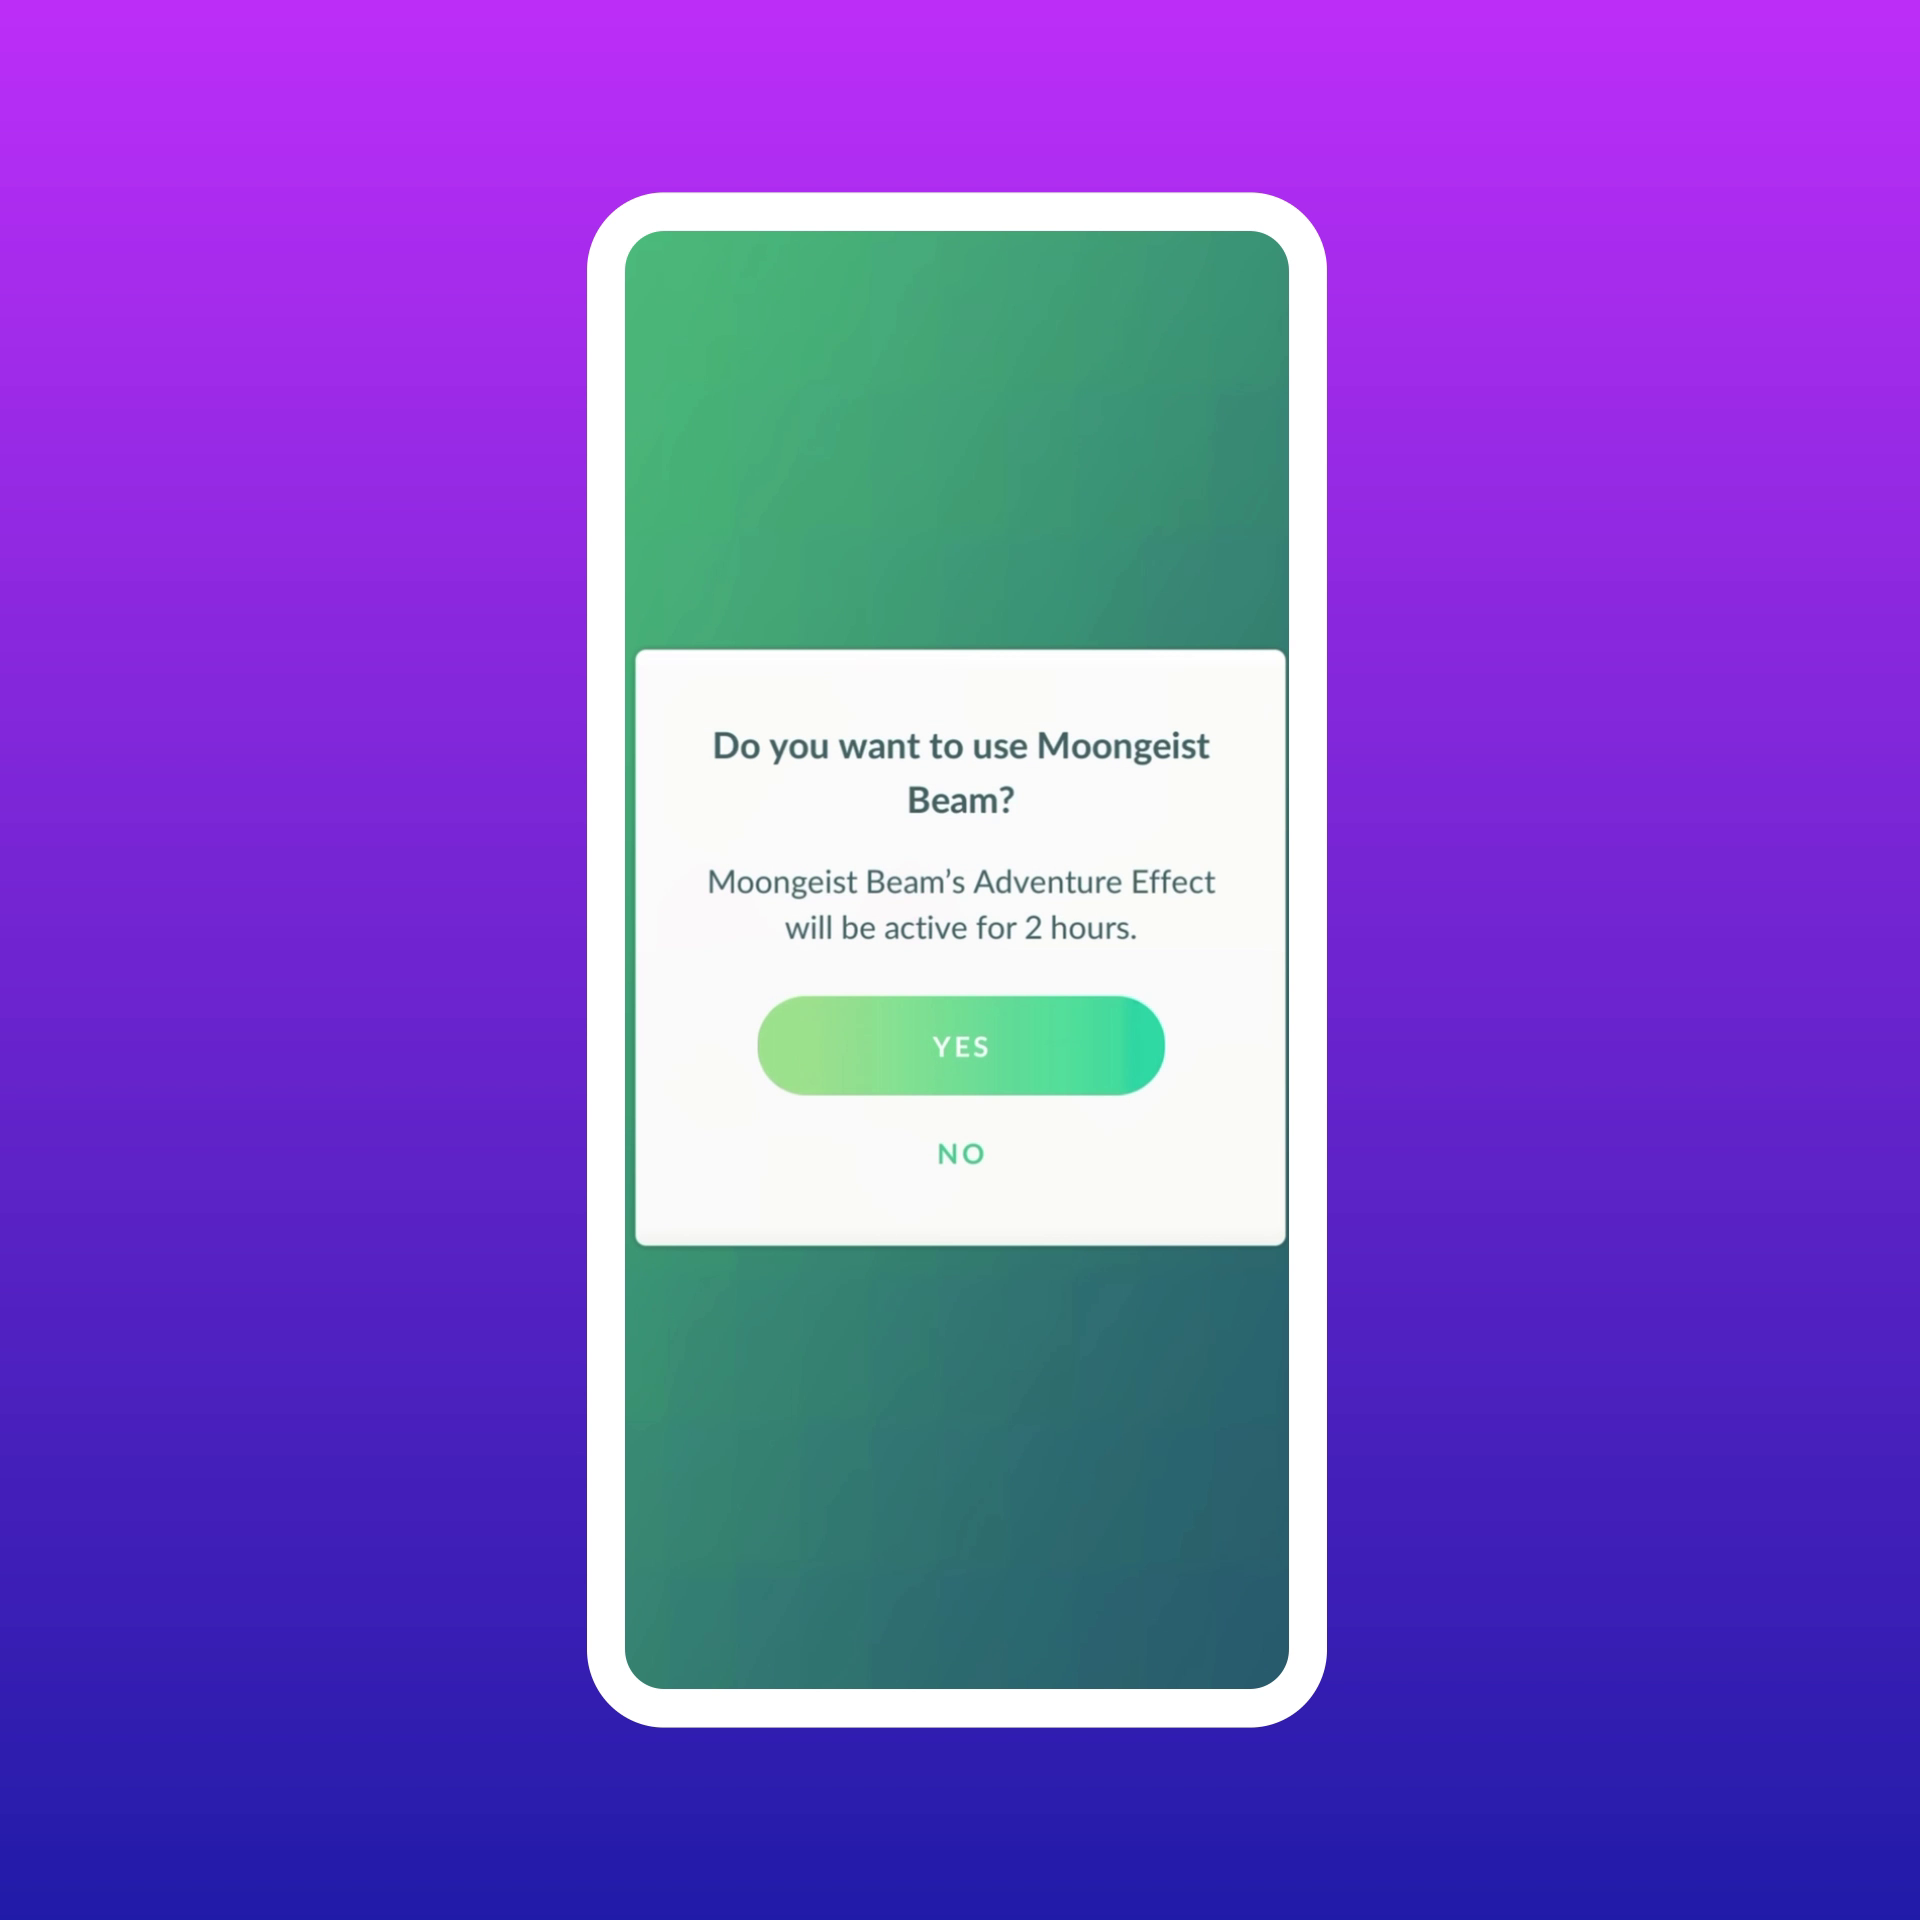 Do you want to use Moongeist
Beam?
Moongeist Beam’s Adventure Effect
will be active for 2 hours.
YES
NO